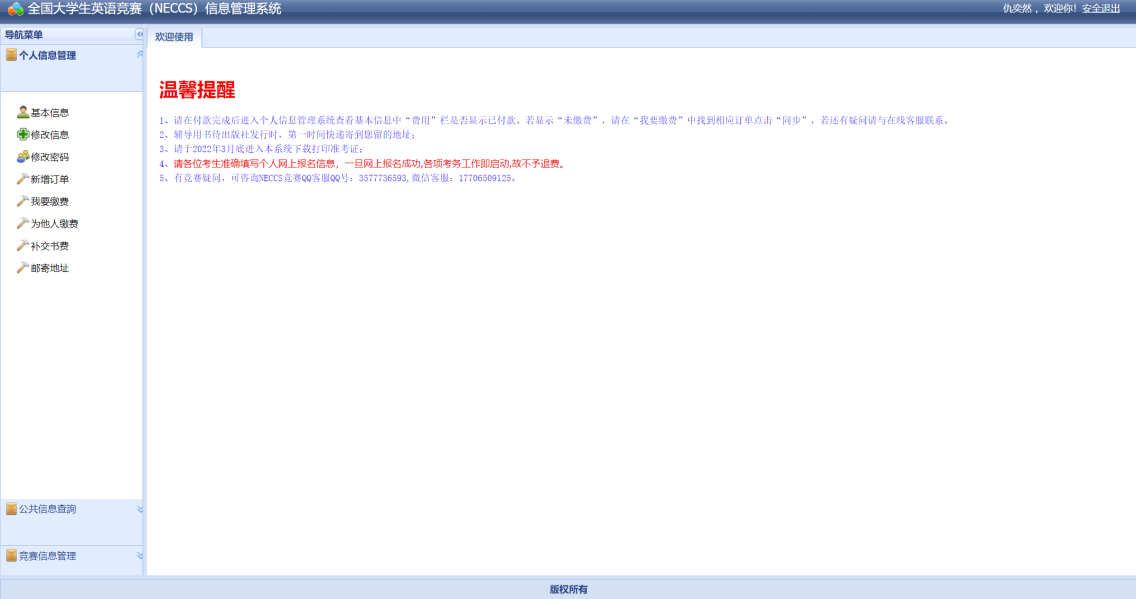 全国大学生英语竞赛（NECCS）信息管理系统
仇奕然 ，欢迎你！安全退出
导航菜单
欢迎使用
个人信息管理
基本信息
修改信息
修改密码
新增订单
我要缴费
为他人缴费
补交书费
邮寄地址
公共信息查询
竞赛信息管理
温馨提醒
1、请在付款完成后进入个人信息管理系统查看基本信息中“费用”栏是否显示已付款。若显示“未缴费”，请在“我要缴费”中找到相应订单点击“同步”，若还有疑问请与在线客服联系。
2、辅导用书待出版社发行时，第一时间快递寄到您留的地址；
3、请于2022年3月底进入本系统下载打印准考证；
4、请各位考生准确填写个人网上报名信息，一旦网上报名成功,各项考务工作即启动,故不予退费。
5、有竞赛疑问，可咨询NECCS竞赛QQ客服QQ号：3577736593,微信客服：17706509125。
版权所有